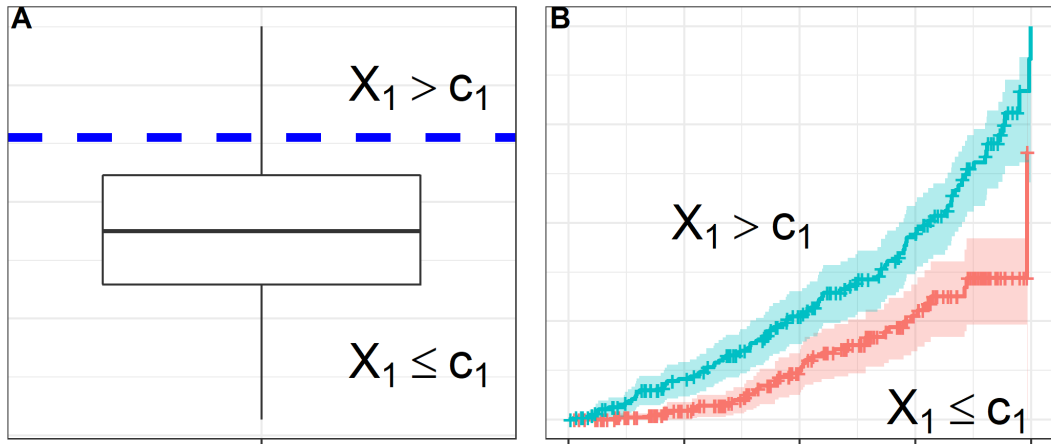 A
X₁ > c₁
X₁ ≤ c₁
B
X₁ > c₁
X₁ ≤ c₁